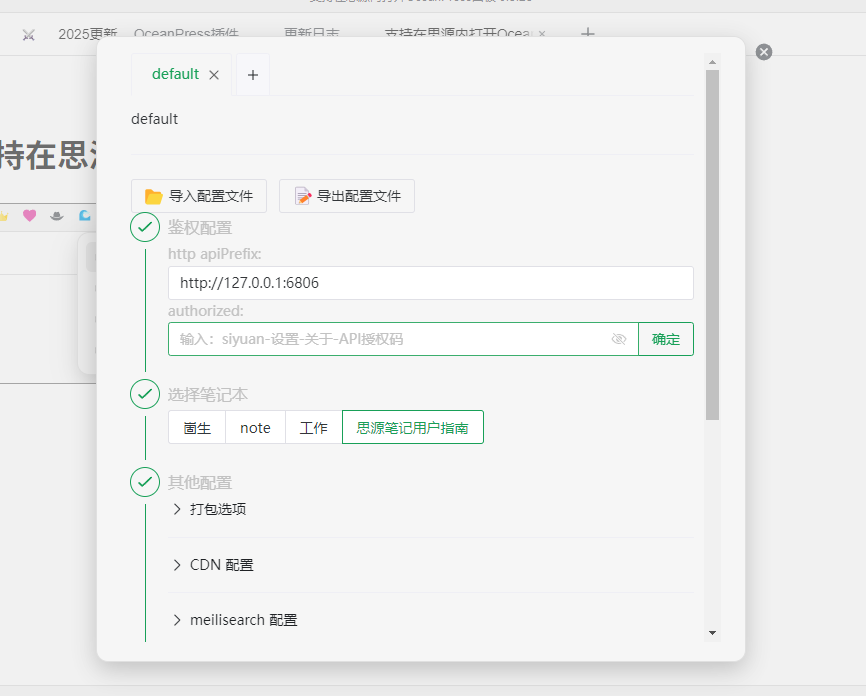 2025更新
OceanPress插件
更新日志
支持在思源内打开Ocea
持在思源
default
default
导入配置文件
导出配置文件
鉴权配置
http apiPrefix:
http://127.0.0.1:6806
authorized:
输入：siyuan-设置-关于-API授权码
确定
选择笔记本
note
工作
思源笔记用户指南
其他配置
打包选项
CDN 配置
meilisearch 配置